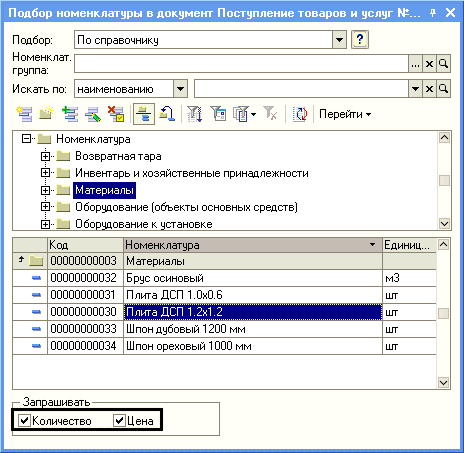 Подбор номенклатуры в документ Поступление товаров и услуг №...
Подбор: По справочнику ?
Номенклат. группа: ...
Искать по: наименованию
Перейти
Номенклатура
Возвратная тара
Инвентарь и хозяйственные принадлежности
Материалы
Оборудование (объекты основных средств)
Оборудование к установке
Код Номенклатура Единиц...
00000000003 Материалы
00000000032 Брус осиновый м3
00000000031 Плита ДСП 1.0х0.6 шт
00000000030 Плита ДСП 1.2х1.2 шт
00000000033 Шпон дубовый 1200 мм шт
00000000034 Шпон ореховый 1000 мм шт
Запрашивать
Количество Цена